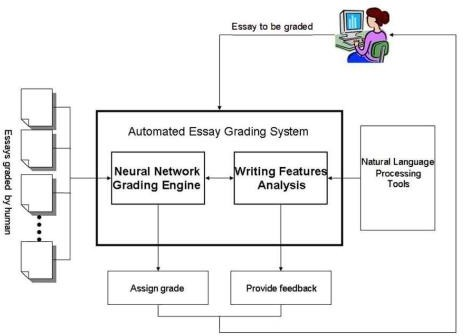 Essay to be graded
Automated Essay Grading System
Essays graded by human
Neural Network
Grading Engine
Writing Features
Analysis
Natural Language
Processing
Tools
Assign grade
Provide feedback